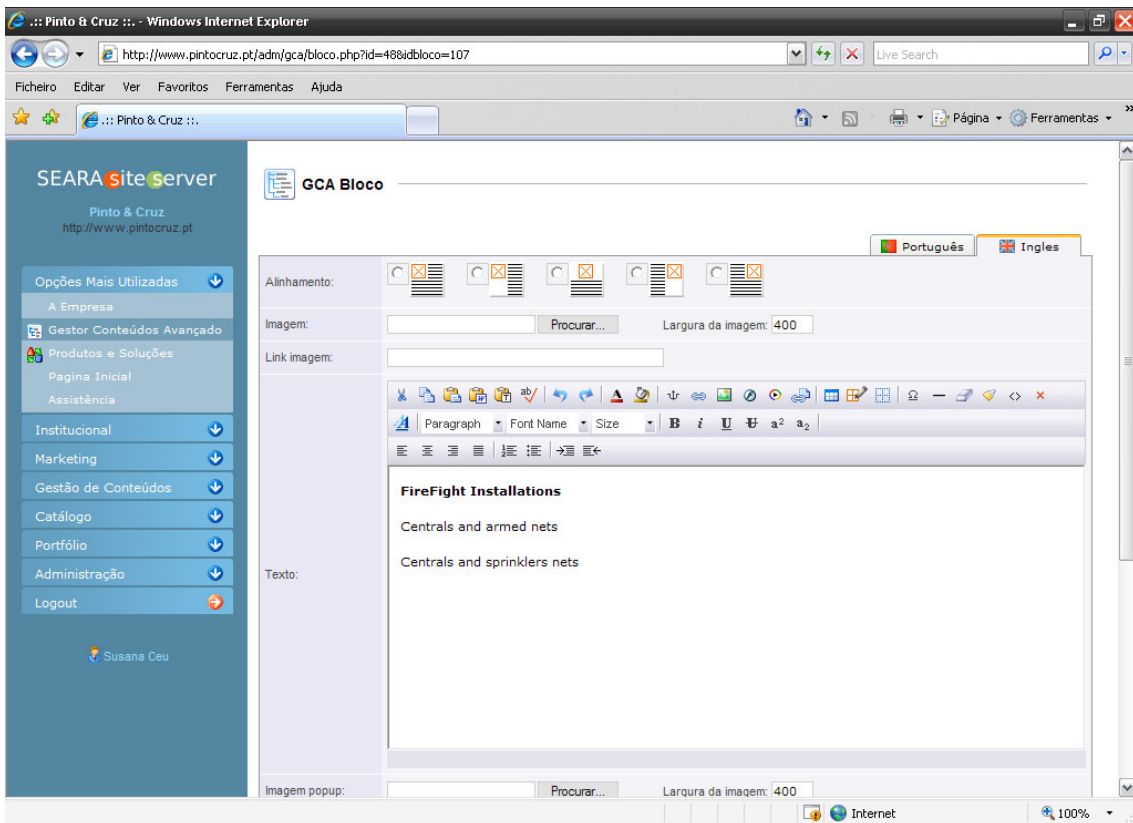 .:: Pinto & Cruz ::. - Windows Internet Explorer
http://www.pintocruz.pt/adm/gca/bloco.php?id=48&idbloco=107
Live Search
Ficheiro Editar Ver Favoritos Ferramentas Ajuda
.:: Pinto & Cruz ::.
Página
Ferramentas
SEARA site server
Pinto & Cruz
http://www.pintocruz.pt
Opções Mais Utilizadas
A Empresa
Gestor Conteúdos Avançado
Produtos e Soluções
Pagina Inicial
Assistência
Institucional
Marketing
Gestão de Conteúdos
Catálogo
Portfólio
Administração
Logout
Susana Ceu
GCA Bloco
Português Ingles
Alinhamento:
Imagem: Procurar... Largura da imagem: 400
Link imagem:
Paragraph Font Name Size B i U U a² a₂
Texto:
FireFight Installations
Centrals and armed nets
Centrals and sprinklers nets
Imagem popup: Procurar... Largura da imagem: 400
Internet 100%